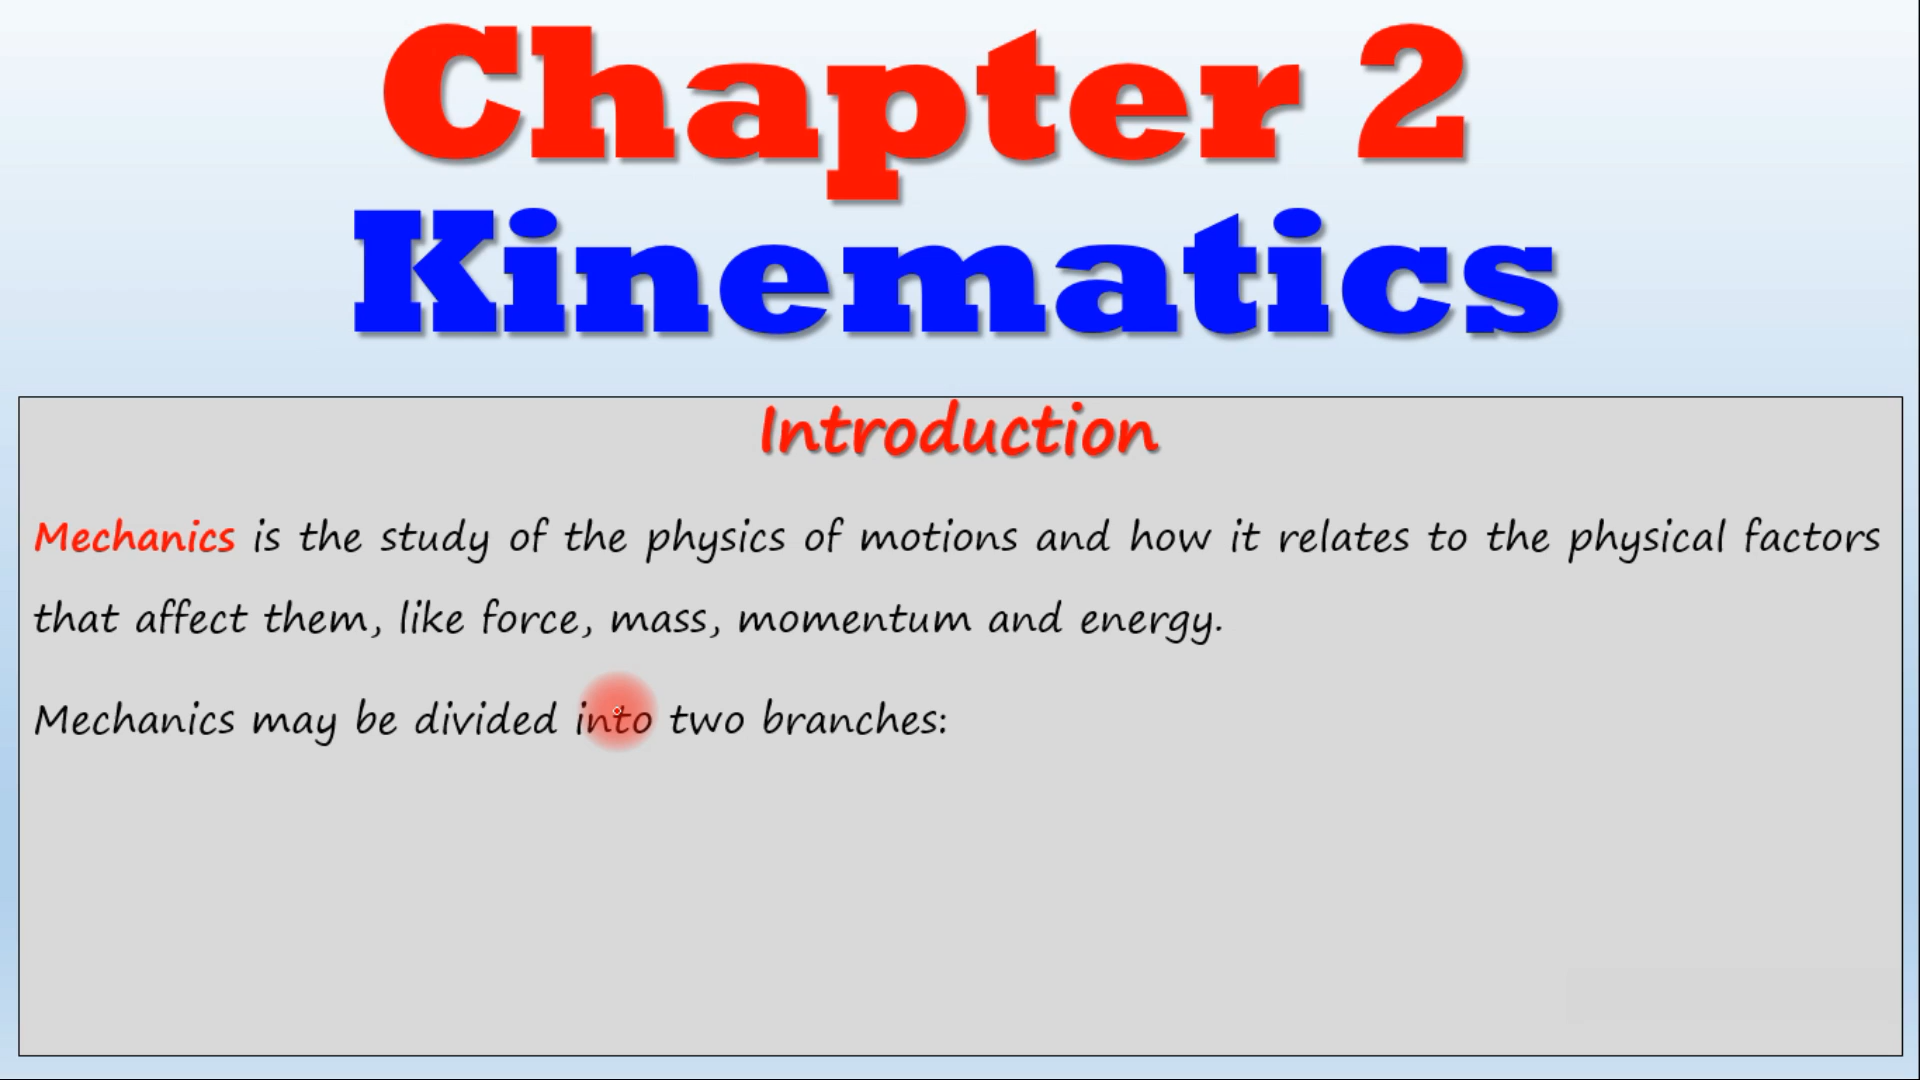 Chapter 2
Kinematics
Introduction
Mechanics is the study of the physics of motions and how it relates to the physical factors
that affect them, like force, mass, momentum and energy.
Mechanics may be divided into two branches: